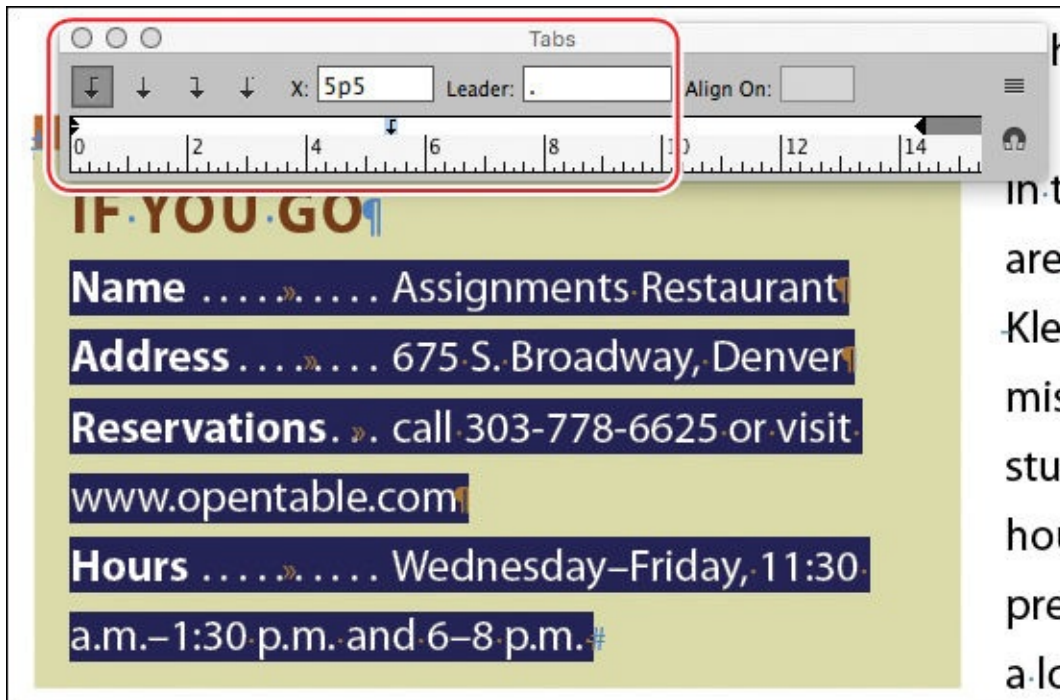 Tabs
X: 5p5 Leader: . Align On:
0 2 4 6 8 10 12 14
IF YOU GO¶
Name .....».... Assignments Restaurant¶
Address ....».... 675 S. Broadway, Denver¶
Reservations. ». call 303-778-6625 or visit
www.opentable.com¶
Hours .....»..... Wednesday–Friday, 11:30
a.m.–1:30 p.m. and 6–8 p.m. #
h
in t
are
Kle
mis
stu
hou
pre
a lo